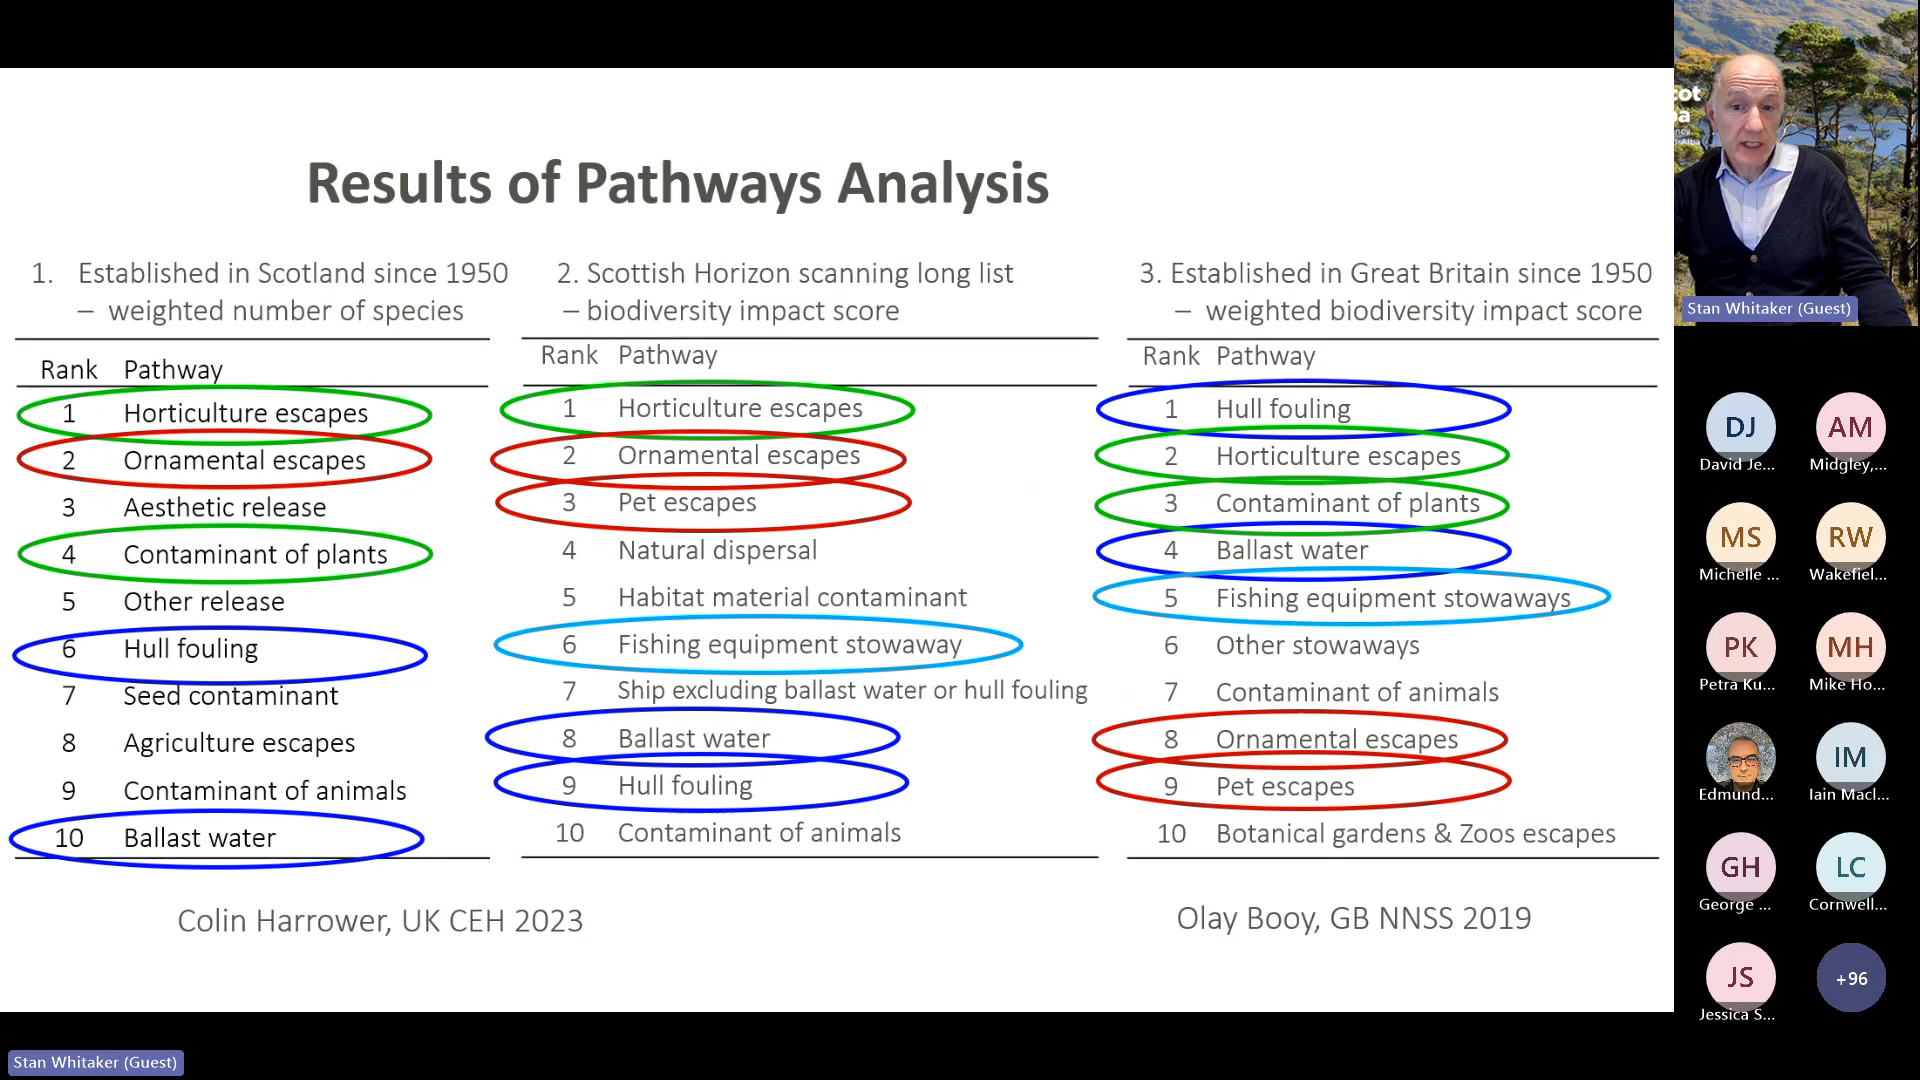 Results of Pathways Analysis
1. Established in Scotland since 1950
– weighted number of species
Rank Pathway
1 Horticulture escapes
2 Ornamental escapes
3 Aesthetic release
4 Contaminant of plants
5 Other release
6 Hull fouling
7 Seed contaminant
8 Agriculture escapes
9 Contaminant of animals
10 Ballast water
Colin Harrower, UK CEH 2023
2. Scottish Horizon scanning long list
– biodiversity impact score
Rank Pathway
1 Horticulture escapes
2 Ornamental escapes
3 Pet escapes
4 Natural dispersal
5 Habitat material contaminant
6 Fishing equipment stowaway
7 Ship excluding ballast water or hull fouling
8 Ballast water
9 Hull fouling
10 Contaminant of animals
3. Established in Great Britain since 1950
– weighted biodiversity impact score
Rank Pathway
1 Hull fouling
2 Horticulture escapes
3 Contaminant of plants
4 Ballast water
5 Fishing equipment stowaways
6 Other stowaways
7 Contaminant of animals
8 Ornamental escapes
9 Pet escapes
10 Botanical gardens & Zoos escapes
Olay Booy, GB NNSS 2019
Stan Whitaker (Guest)
DJ
David Je...
AM
Midgley,...
MS
Michelle ...
RW
Wakefiel...
PK
Petra Ku...
MH
Mike Ho...
Edmund...
IM
Iain Macl...
GH
George ...
LC
Cornwell...
JS
Jessica S...
+96
Stan Whitaker (Guest)